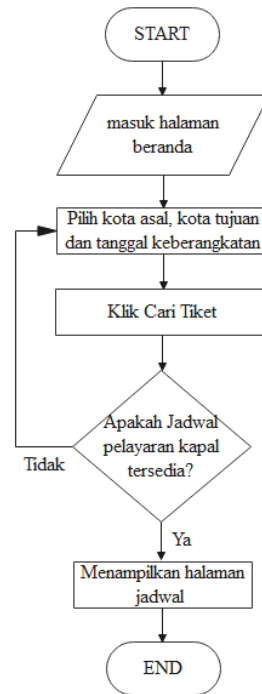 START
masuk halaman
beranda
Pilih kota asal, kota tujuan
dan tanggal keberangkatan
Klik Cari Tiket
Apakah Jadwal
pelayaran kapal
tersedia?
Tidak
Ya
Menampilkan halaman
jadwal
END